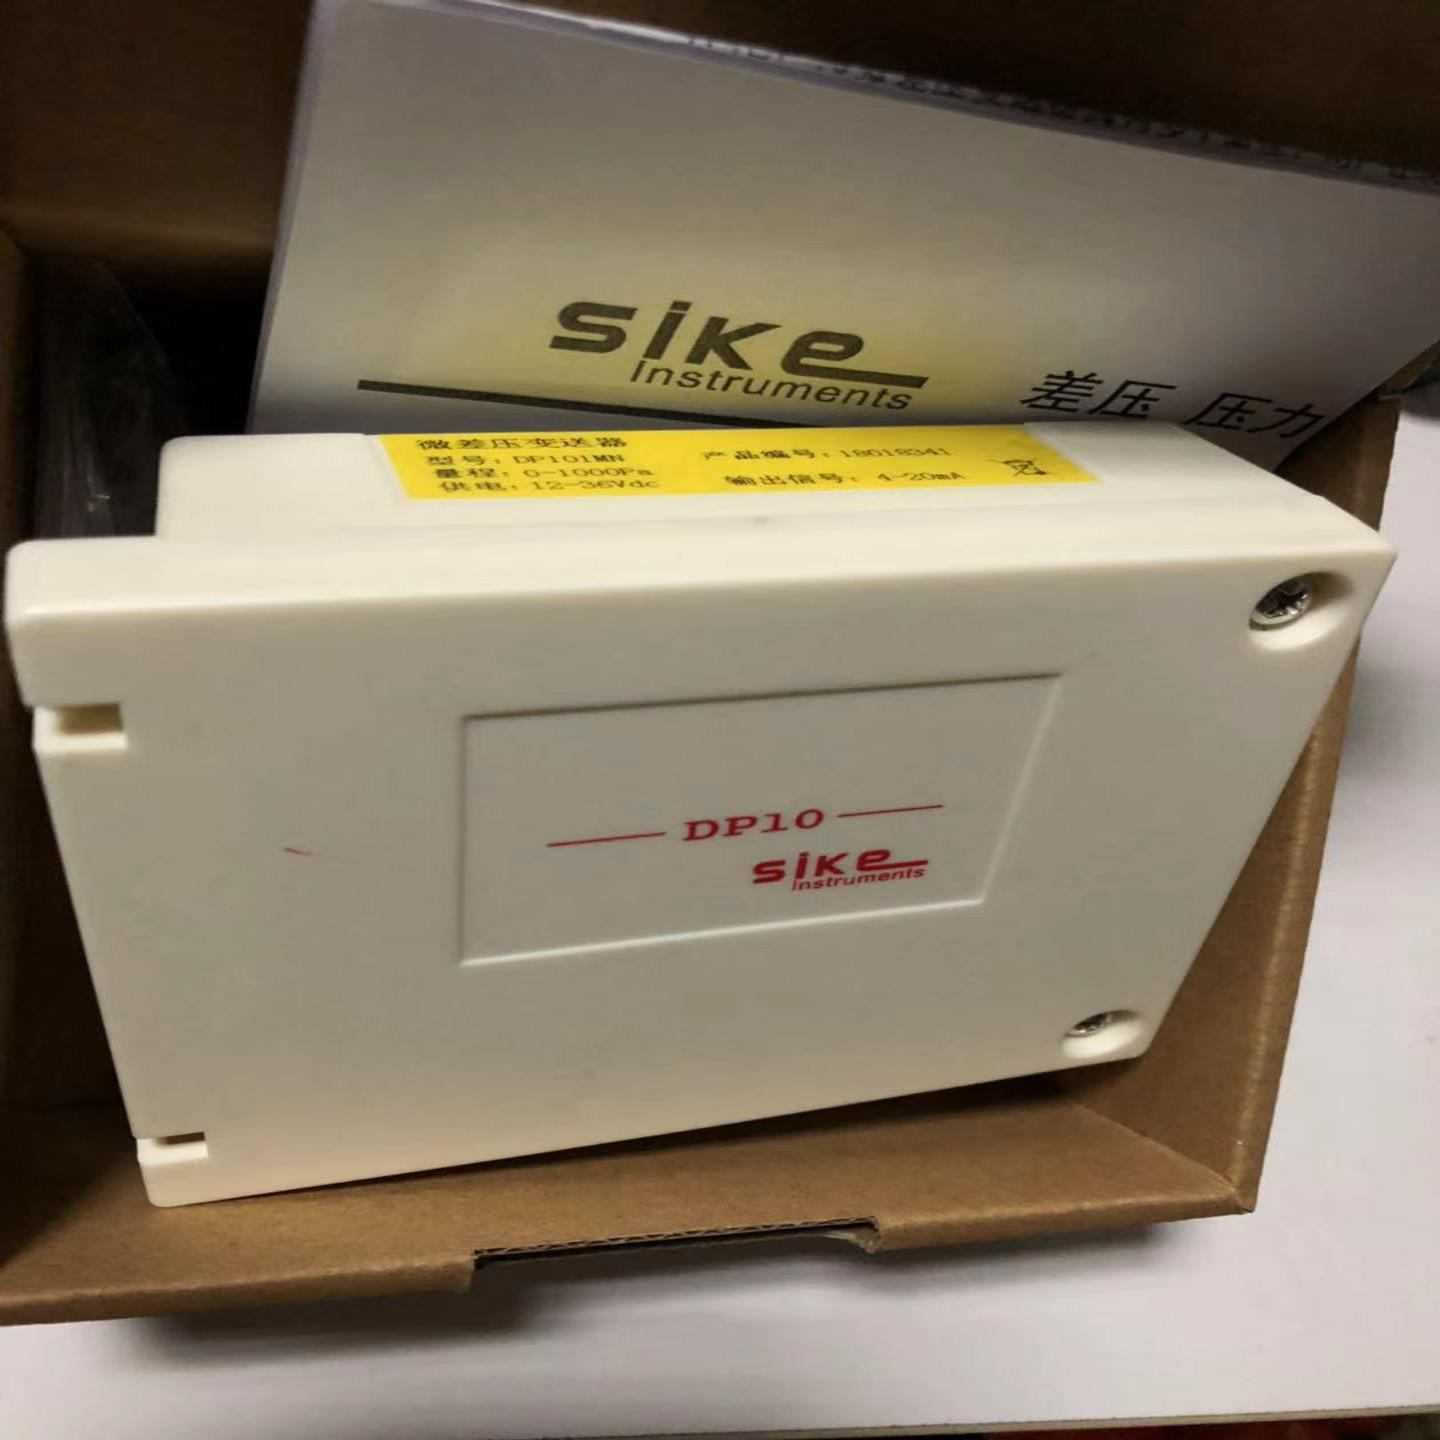 sike
Instruments
差压 压力
微差压变送器
型号：DP101MN 产品编号：18018341
量程：0-1000Pa
供电：12-36Vdc 输出信号：4-20mA
DP10
sike
Instruments